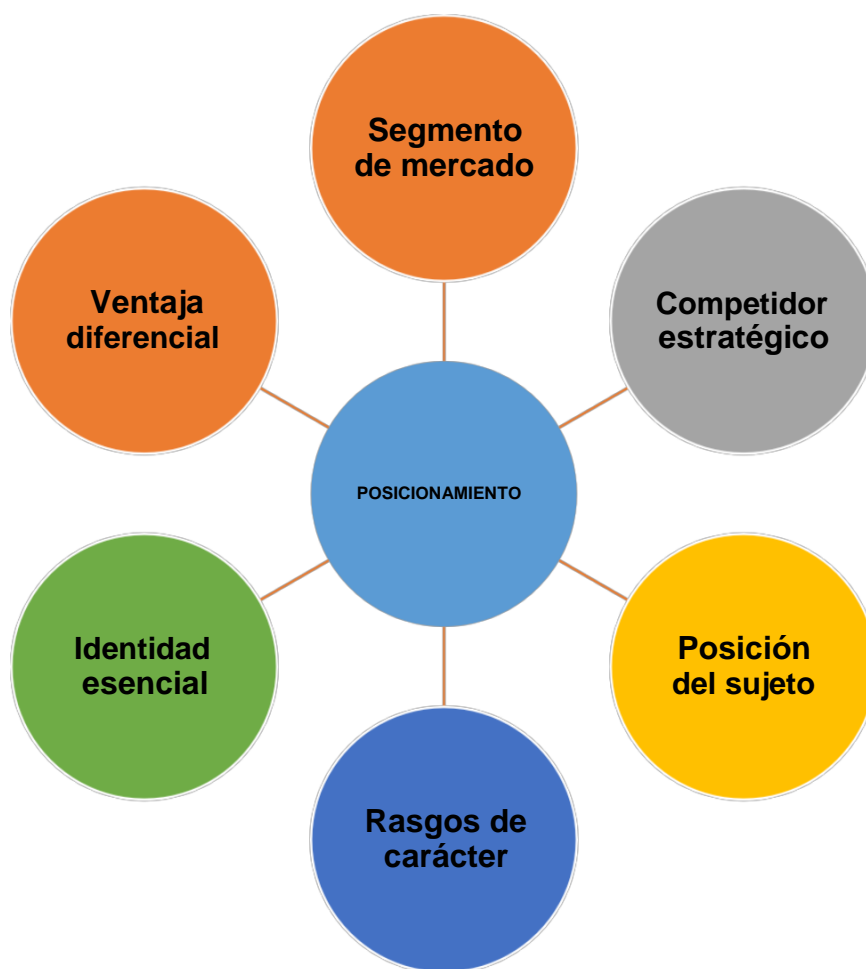 Segmento
de mercado
Ventaja
diferencial
Competidor
estratégico
POSICIONAMIENTO
Identidad
esencial
Posición
del sujeto
Rasgos de
carácter